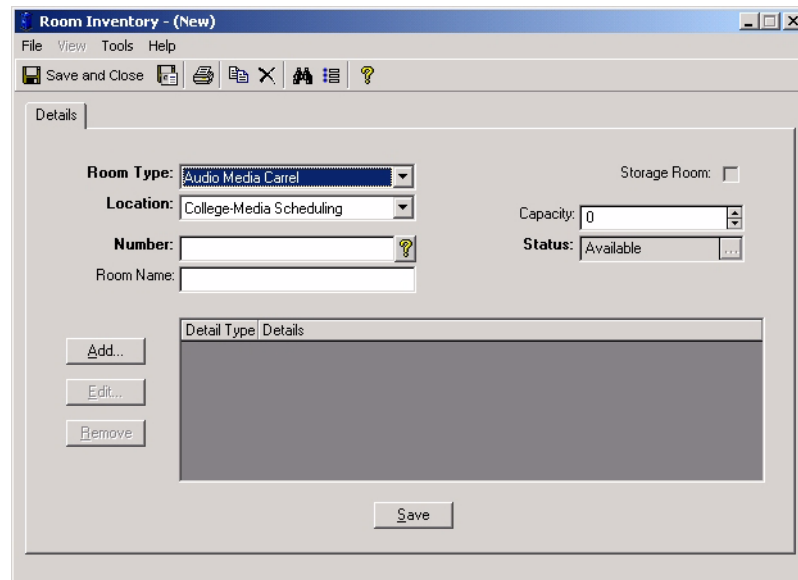 Room Inventory - (New)
File View Tools Help
Save and Close
Details
Room Type: Audio Media Carrel
Storage Room:
Location: College-Media Scheduling
Capacity: 0
Number:
Status: Available ...
Room Name:
Detail Type Details
Add...
Edit...
Remove
Save